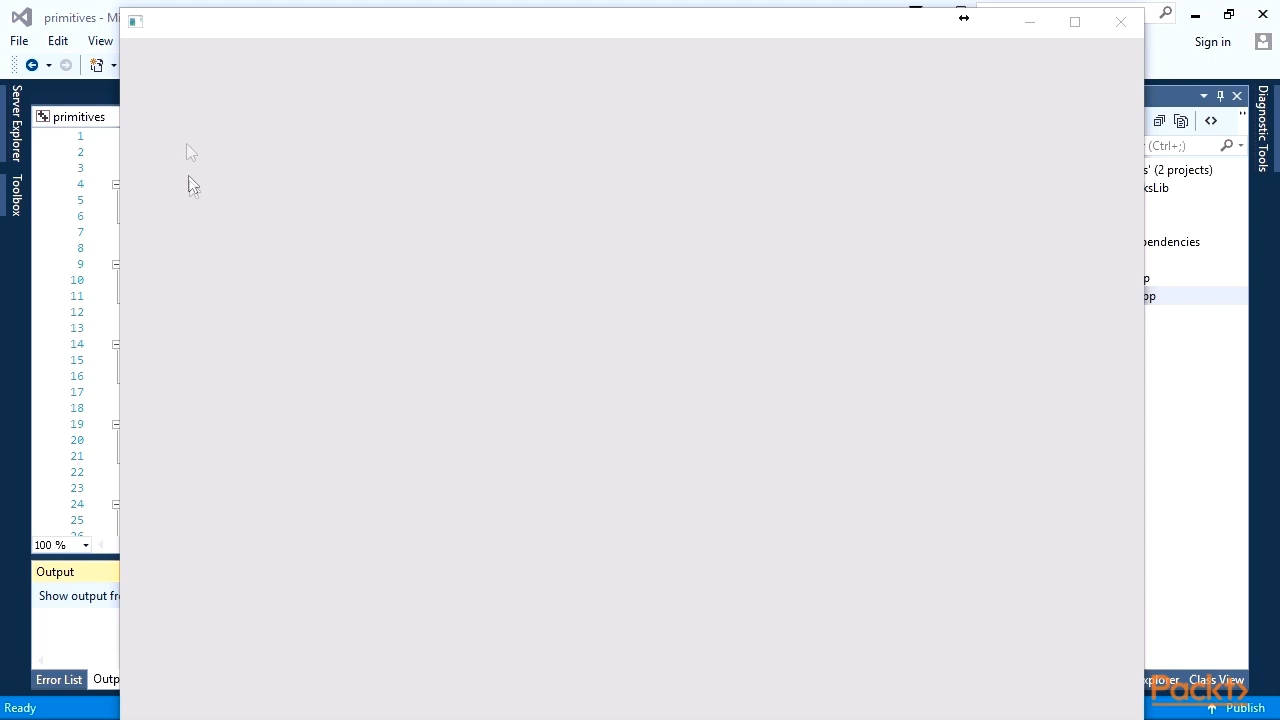 primitives - Mi
File Edit View
Sign in
Server Explorer
Toolbox
primitives
1
2
3
4
5
6
7
8
9
10
11
12
13
14
15
16
17
18
19
20
21
22
23
24
25
26
100 %
Output
Show output fr
Error List
Outp
Ready
(Ctrl+;)
s' (2 projects)
ksLib
pendencies
p
pp
Diagnostic Tools
xplorer
Class View
Packt>
Publish